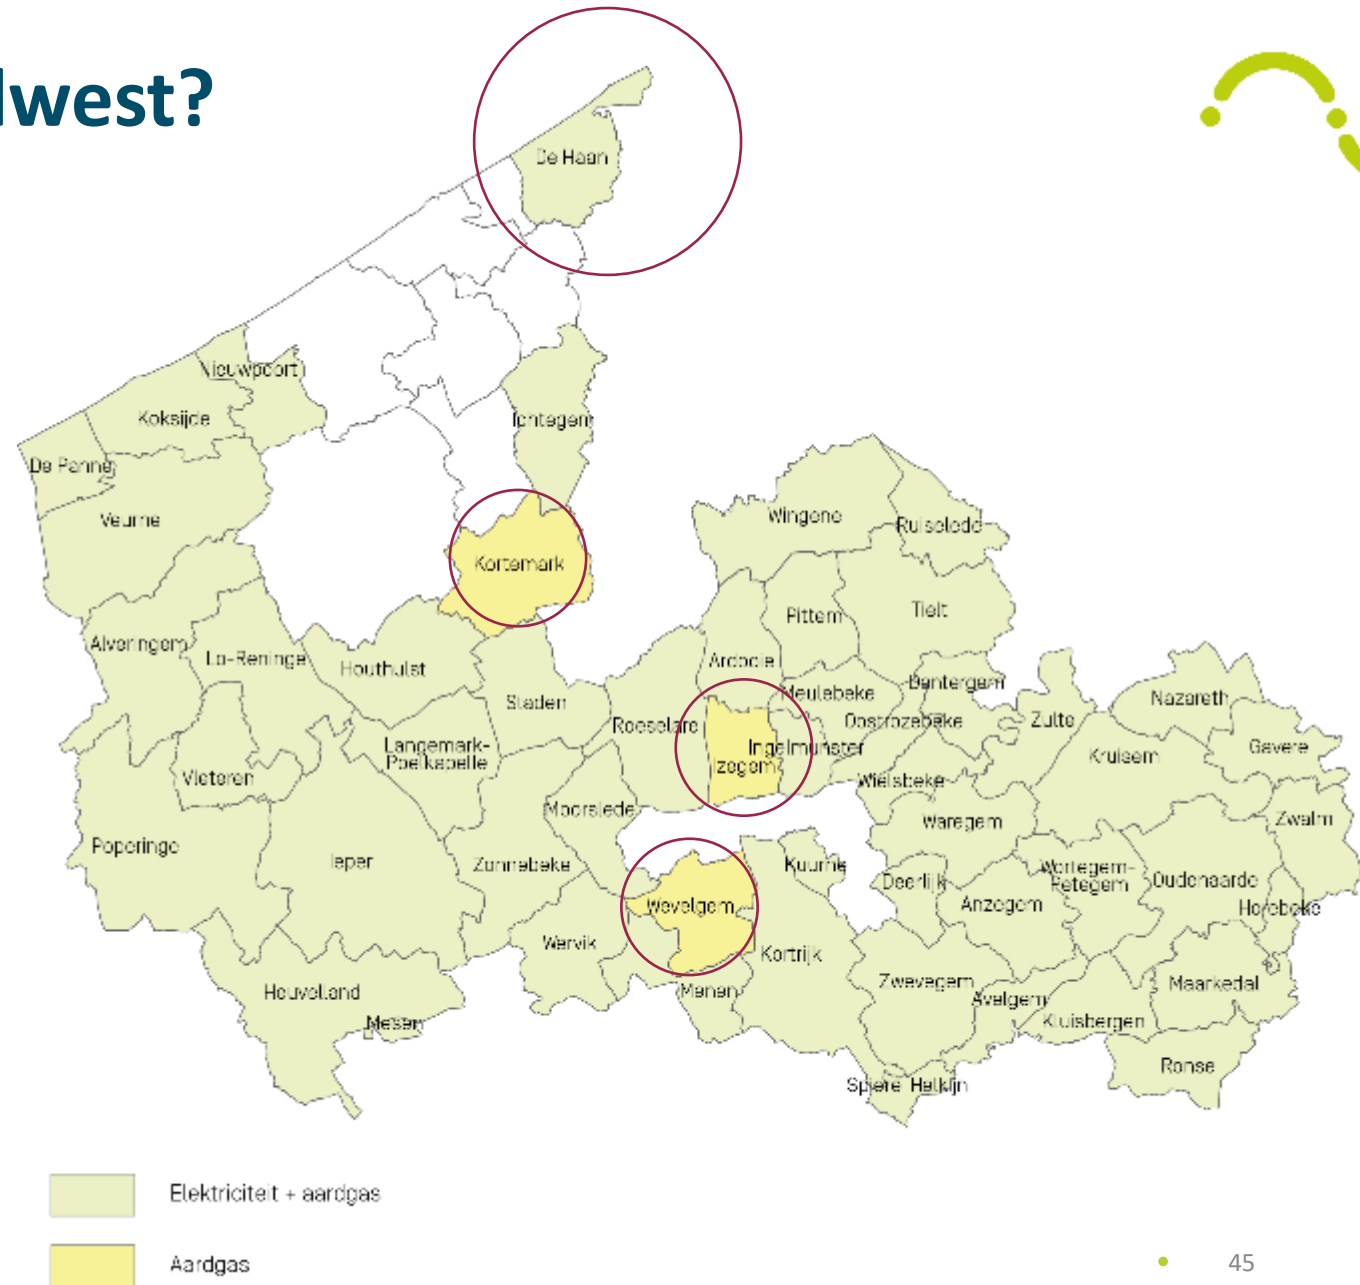 lwest?
De Haan
Nieuwpoort
Koksijde
Ichtegem
De Panne
Veurne
Wingene
Ruiselede
Kortemark
Pittem
Tielt
Alveringem
Lo-Reninge
Houthulst
Ardooie
Staden
Meulebeke
Dentergem
Nazareth
Roeselare
Oostrozebeke
Zulte
Langemark-
Poelkapelle
Ingelmunster
Izegem
Kruisem
Gavere
Vleteren
Wielsbeke
Moorslede
Waregem
Zwalm
Poperinge
Ieper
Zonnebeke
Kuurne
Deerlijk
Wortegem-
Petegem
Oudenaarde
Wevelgem
Anzegem
Horebeke
Wervik
Kortrijk
Heuvelland
Menen
Zwevegem
Avelgem
Maarkedal
Mesen
Kluisbergen
Ronse
Spiere Helkijn
Elektriciteit + aardgas
Aardgas
45